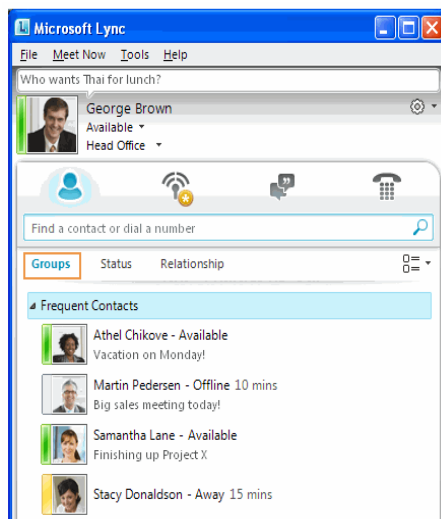 Microsoft Lync
File Meet Now Tools Help
Who wants Thai for lunch?
George Brown
Available
Head Office
Find a contact or dial a number
Groups Status Relationship
Frequent Contacts
Athel Chikove - Available
Vacation on Monday!
Martin Pedersen - Offline 10 mins
Big sales meeting today!
Samantha Lane - Available
Finishing up Project X
Stacy Donaldson - Away 15 mins